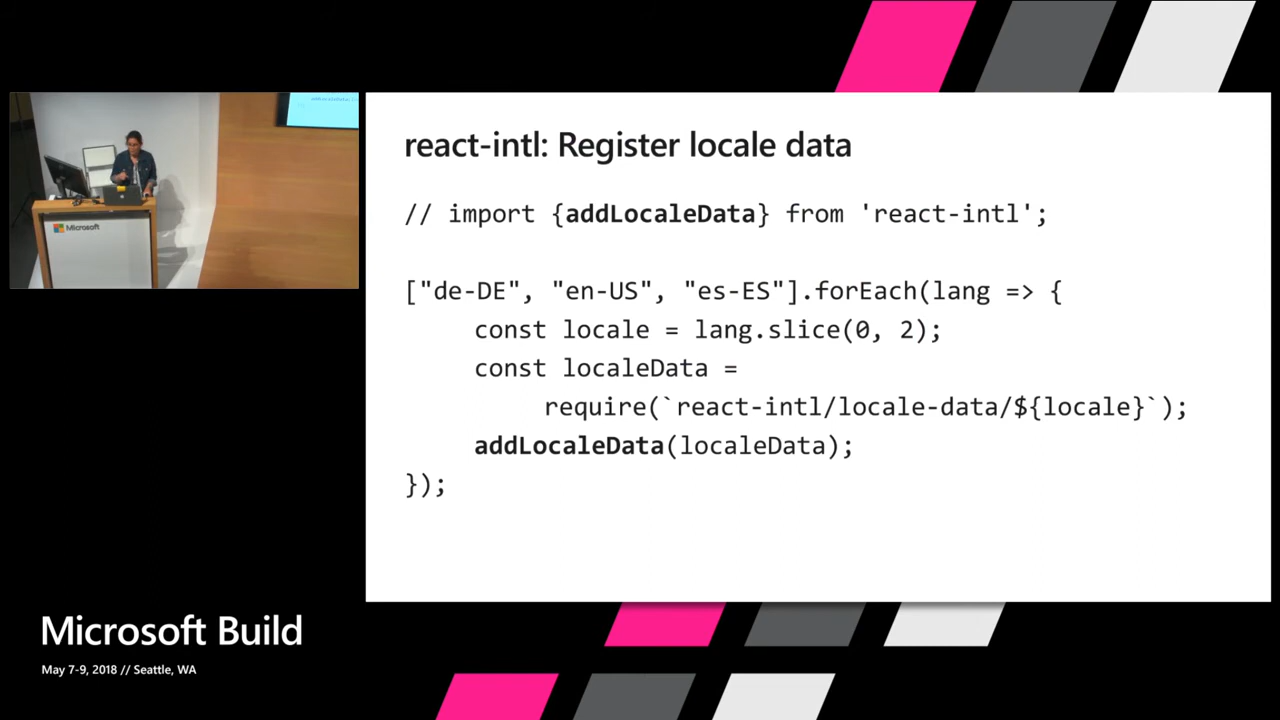 react-intl: Register locale data
// import {addLocaleData} from 'react-intl';
["de-DE", "en-US", "es-ES"].forEach(lang => {
const locale = lang.slice(0, 2);
const localeData =
require(`react-intl/locale-data/${locale}`);
addLocaleData(localeData);
});
Microsoft
Microsoft Build
May 7-9, 2018 // Seattle, WA